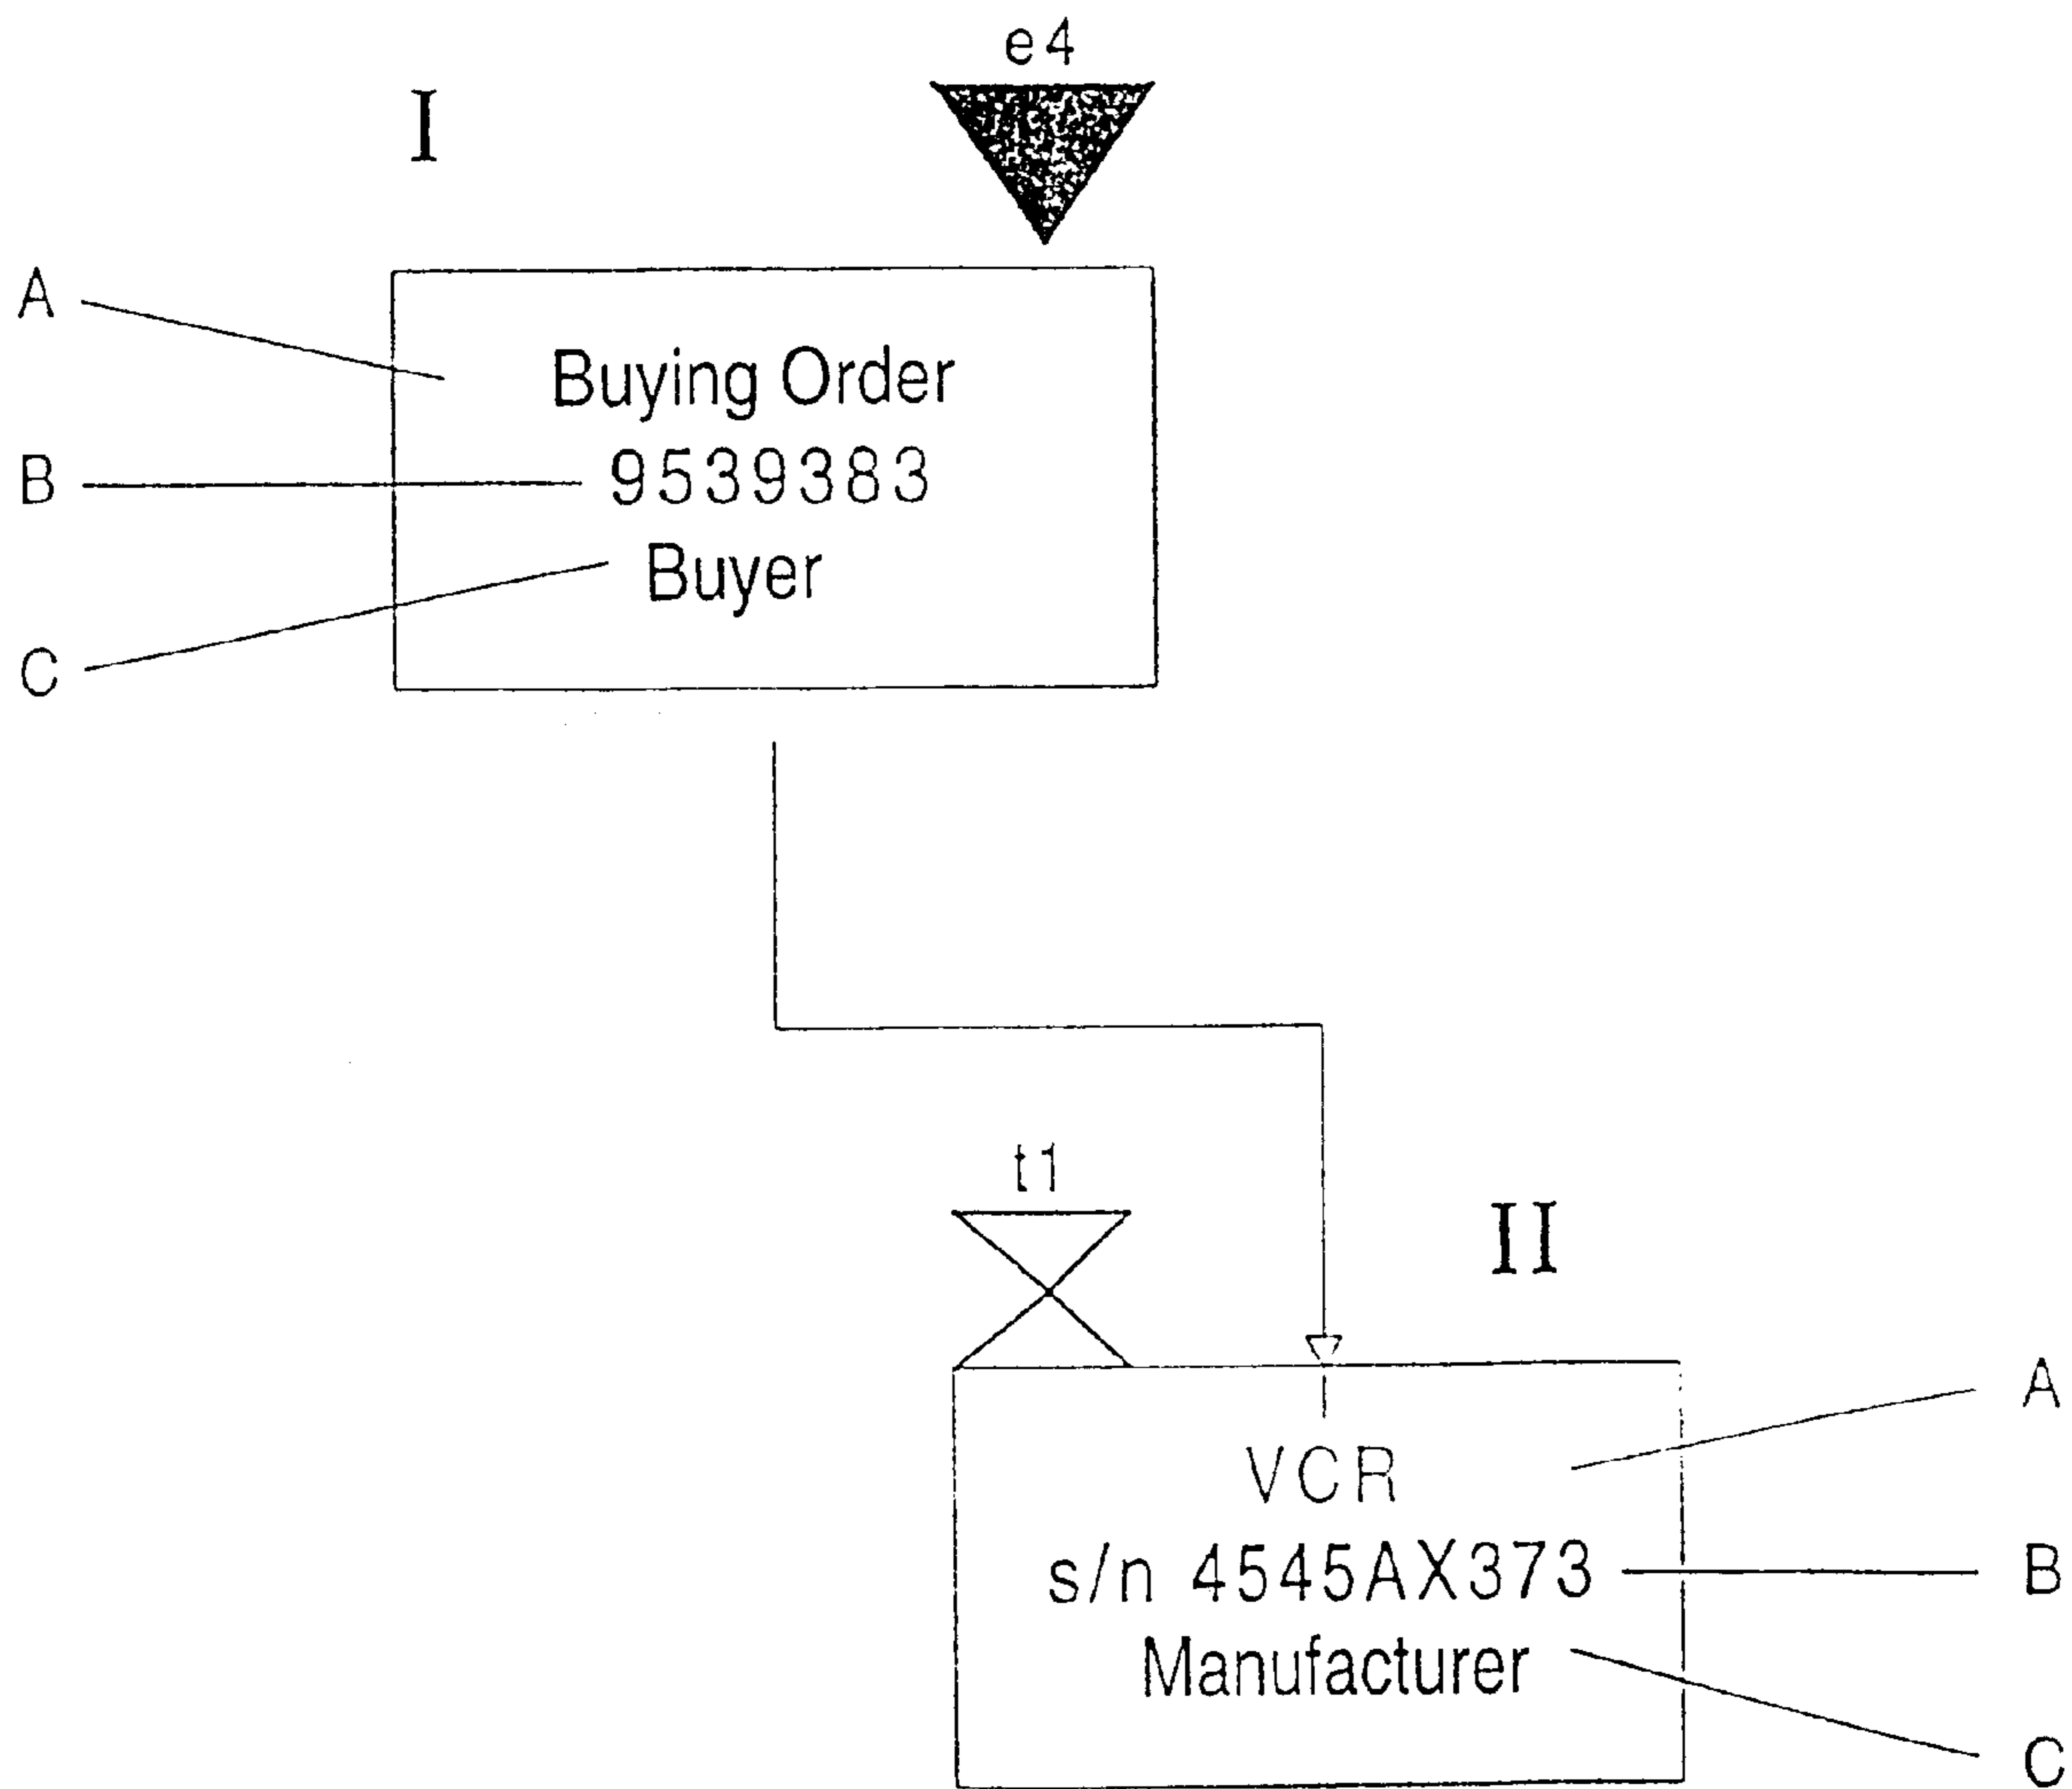 e4
I
A
Buying Order
B
9539383
Buyer
C
t1
II
A
VCR
s/n 4545AX373
B
Manufacturer
C